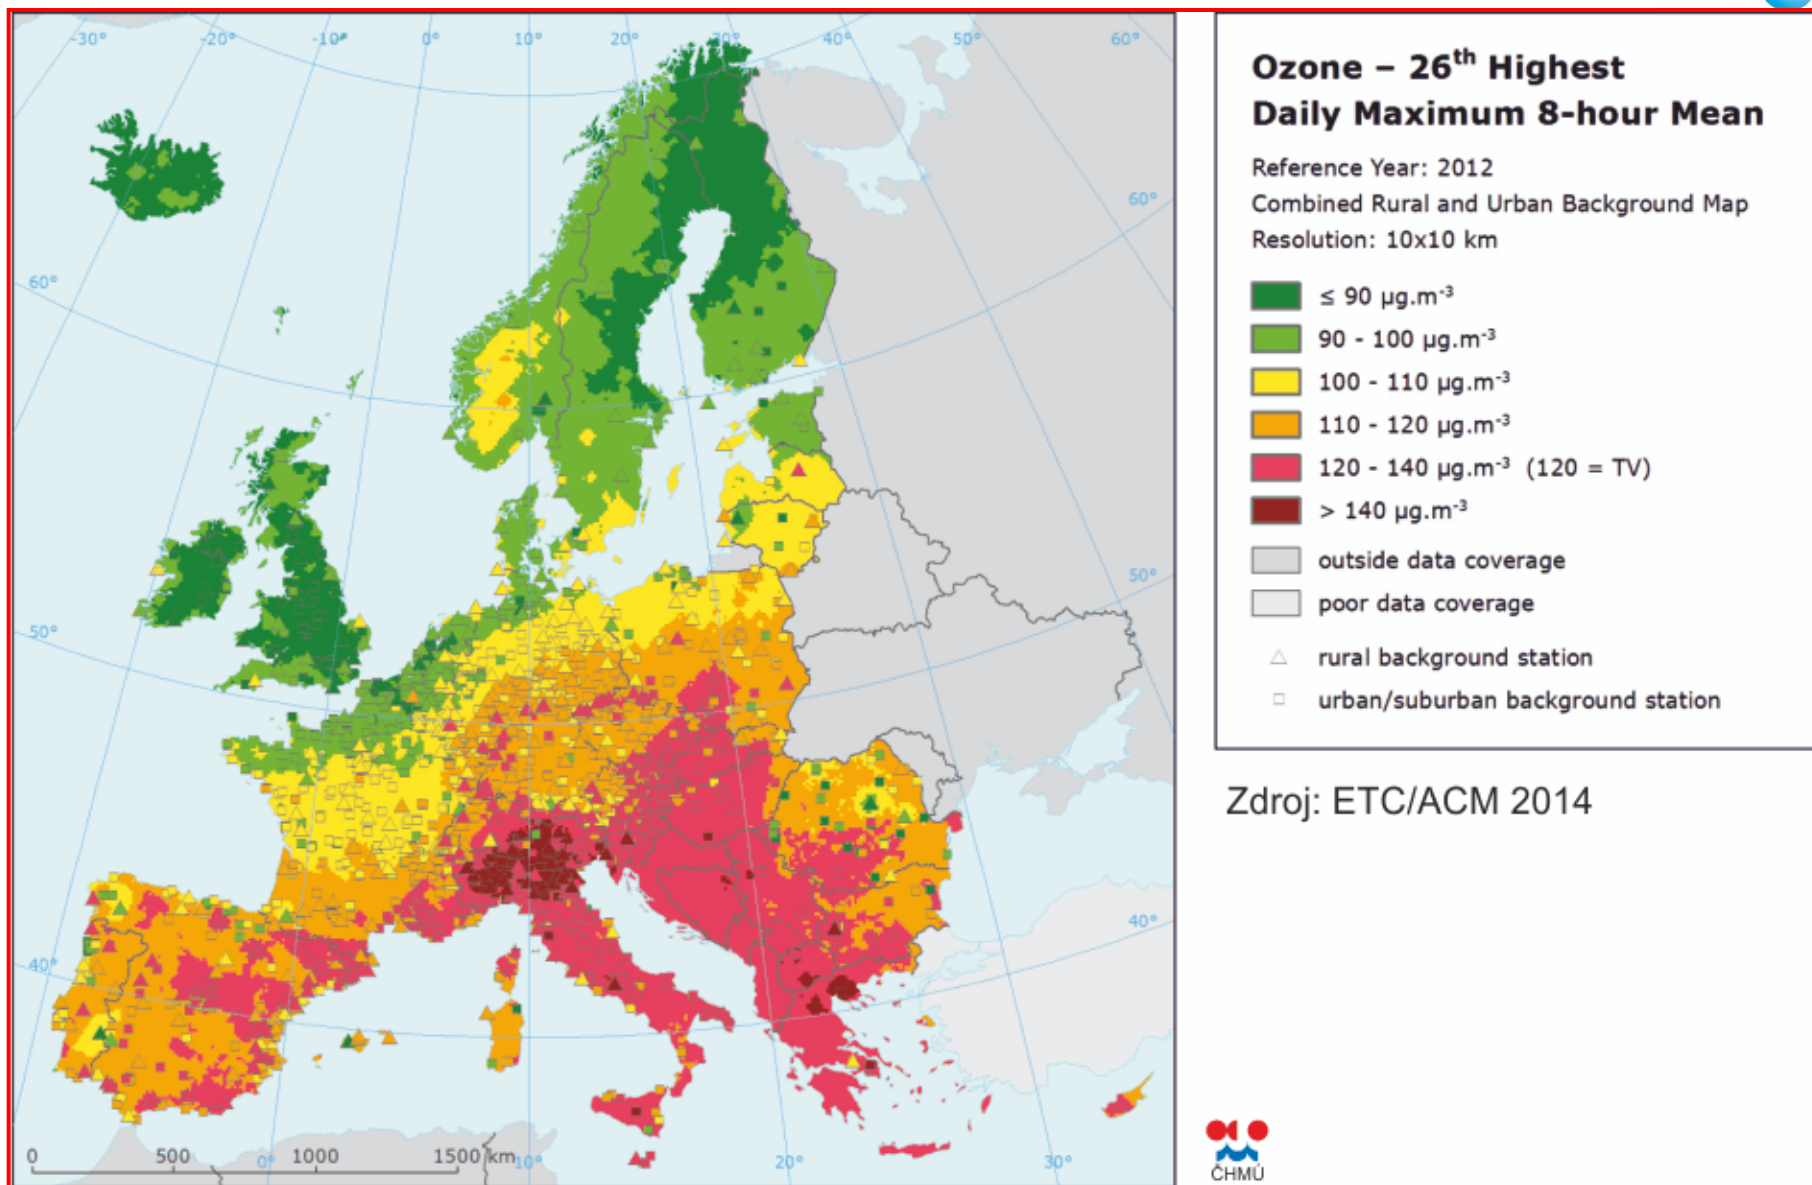 -30°
-20°
-10°
0°
10°
20°
30°
40°
50°
60°
60°
60°
50°
50°
40°
40°
0
500
1000
1500 km
0°
10°
20°
30°
Ozone – 26th Highest
Daily Maximum 8-hour Mean
Reference Year: 2012
Combined Rural and Urban Background Map
Resolution: 10x10 km
≤ 90 µg.m-3
90 - 100 µg.m-3
100 - 110 µg.m-3
110 - 120 µg.m-3
120 - 140 µg.m-3 (120 = TV)
> 140 µg.m-3
outside data coverage
poor data coverage
rural background station
urban/suburban background station
Zdroj: ETC/ACM 2014
ČHMÚ